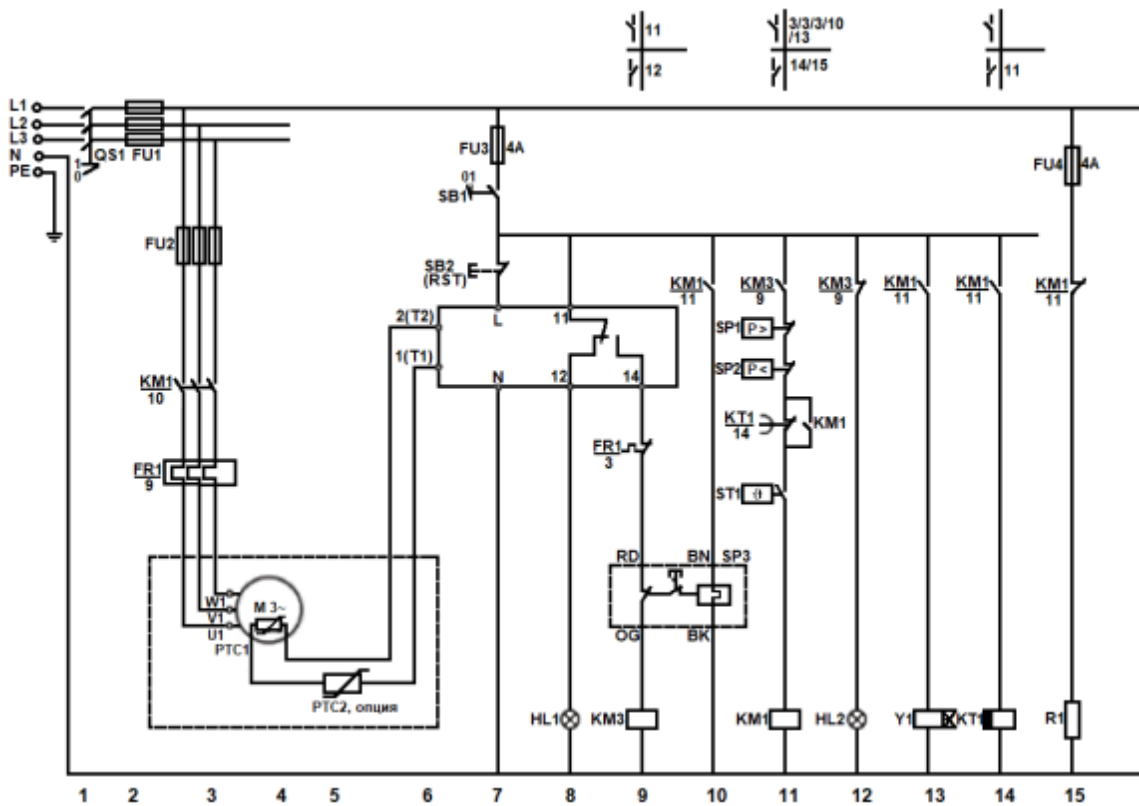 11
12
3/3/3/10
/13
14/15
11
L1
L2
L3
N
PE
1
0
QS1
FU1
FU3
4A
FU4
4A
01
SB1
FU2
SB2
(RST)
KM1
11
KM3
9
KM3
9
KM1
11
KM1
11
KM1
11
2(T2)
L
11
SP1
P >
1(T1)
SP2
P <
N
12
14
KM1
10
KT1
14
KM1
FR1
3
FR1
9
ST1
RD
BN
SP3
W1
V1
U1
M 3~
PTC1
OG
BK
PTC2, опция
HL1
KM3
KM1
HL2
Y1
KT1
R1
1
2
3
4
5
6
7
8
9
10
11
12
13
14
15